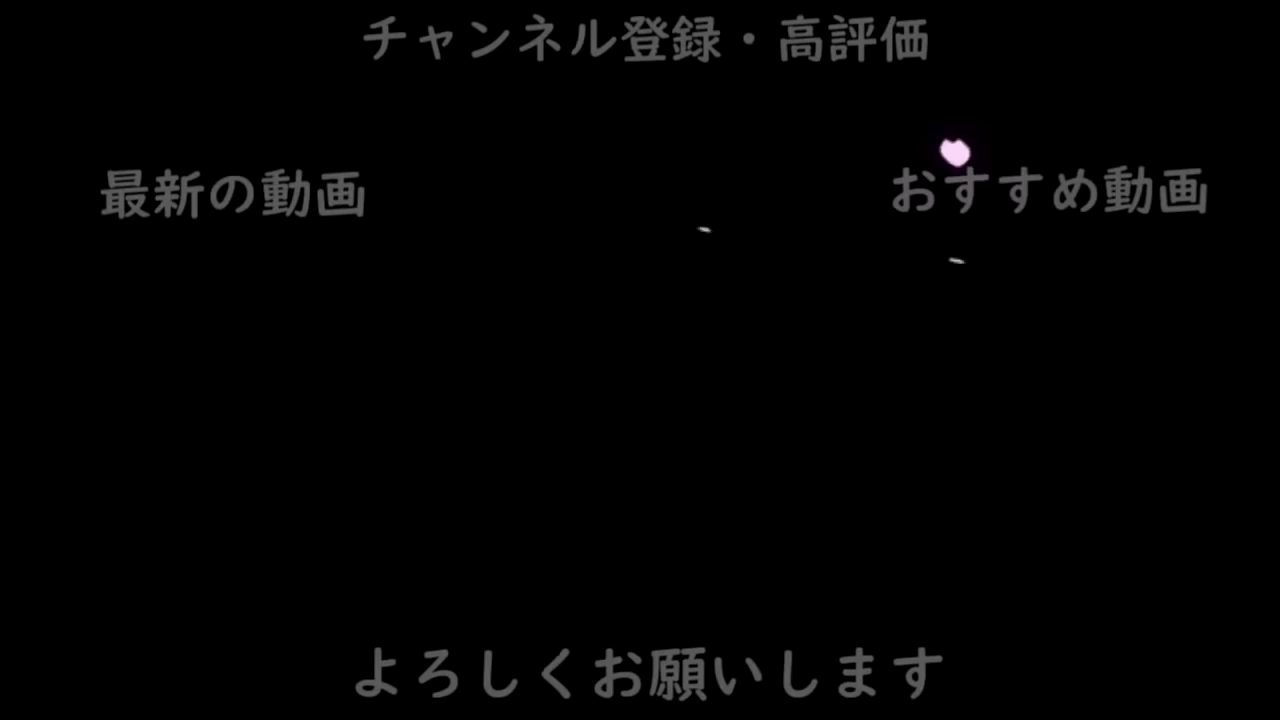 チャンネル登録・高評価
最新の動画
おすすめ動画
よろしくお願いします